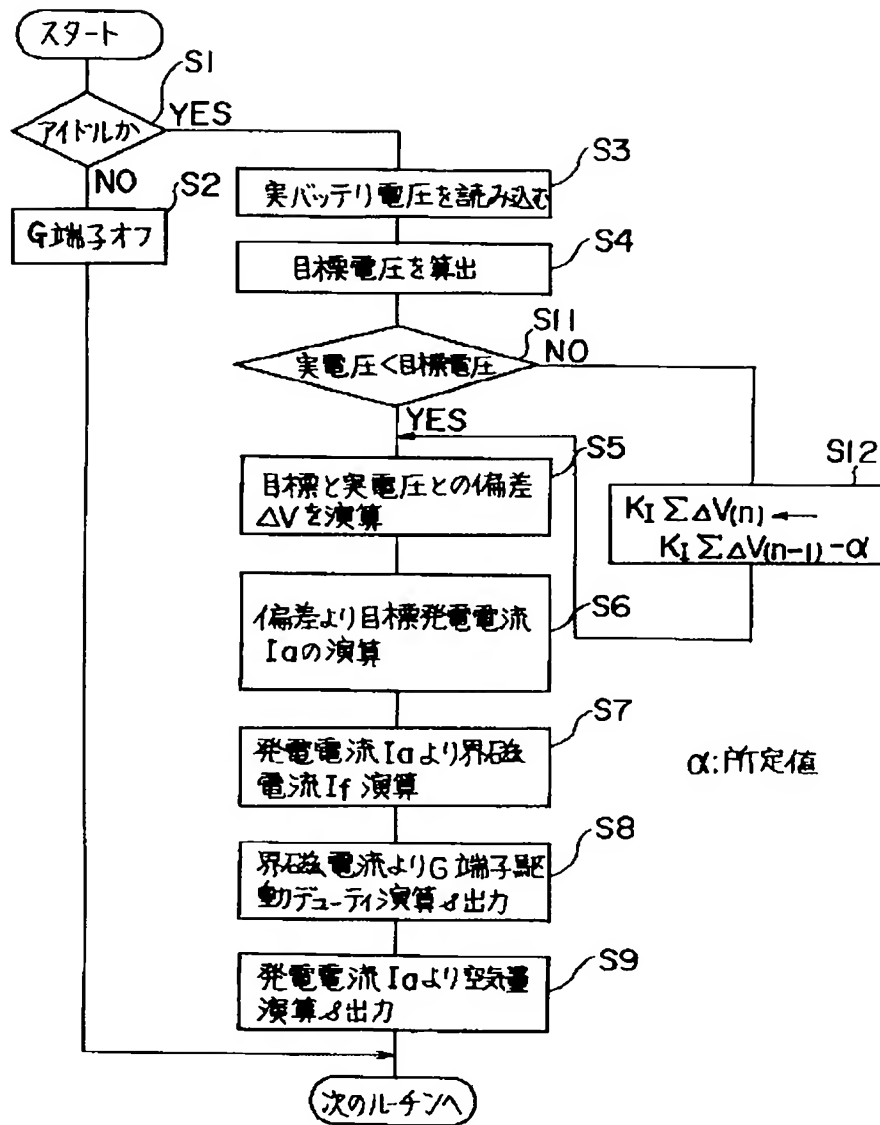 スタート
S1
アイドルか
YES
NO
S2
G端子オフ
S3
実バッテリ電圧を読み込む
S4
目標電圧を算出
S11
実電圧<目標電圧
NO
YES
S5
目標と実電圧との偏差
ΔVを演算
S12
KI ΣΔV(n) ←
KI ΣΔV(n-1) -α
S6
偏差より目標発電電流
Iaの演算
S7
発電電流Iaより界磁
電流If演算
α:所定値
S8
界磁電流よりG端子駆
動デューティ演算&出力
S9
発電電流Iaより空気量
演算&出力
次のルーチンへ